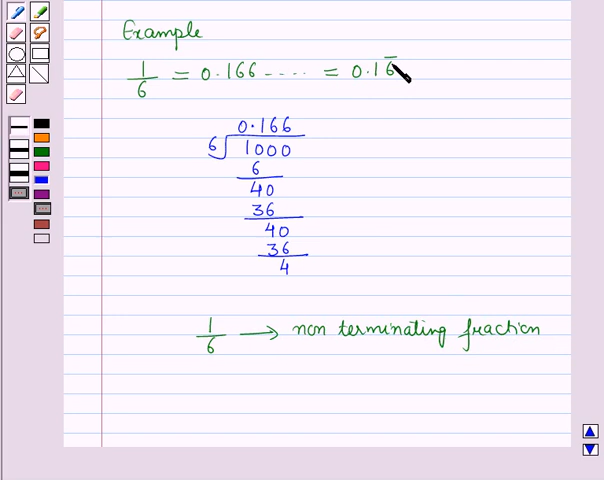 Example
1/6 = 0.166 ..... = 0.16̅
0.166
6 1000
6
40
36
40
36
4
1/6 → non terminating fraction